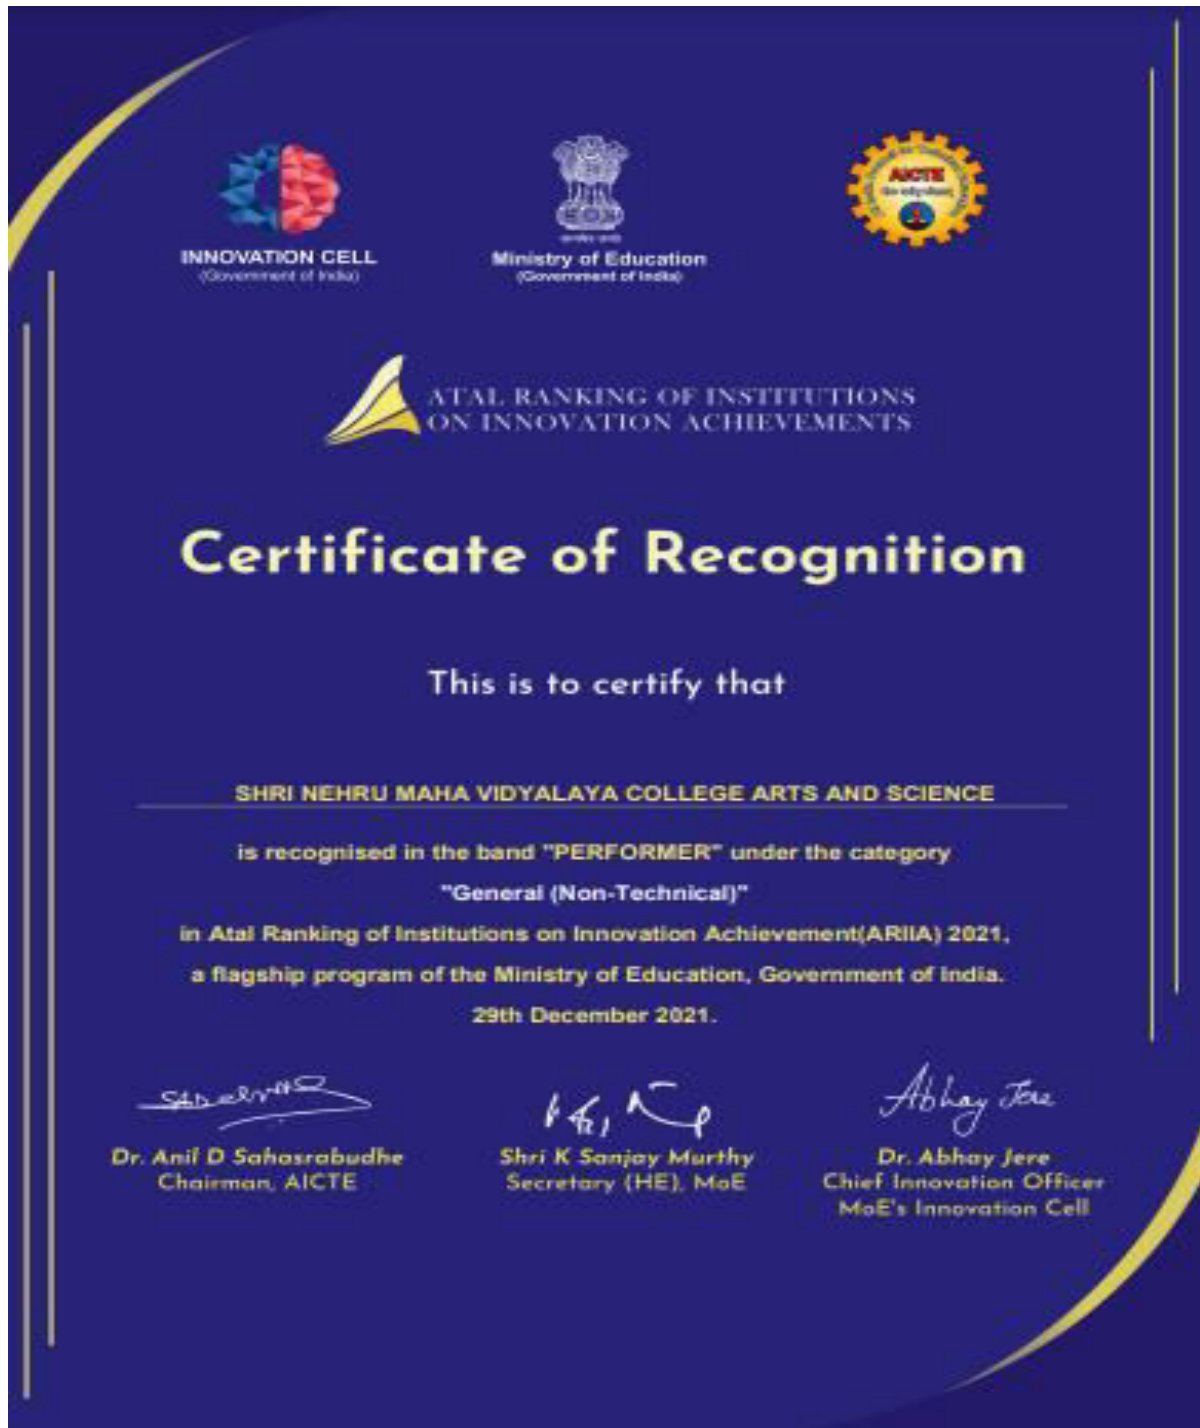 INNOVATION CELL
(Government of India)
Ministry of Education
(Government of India)
AICTE
ATAL RANKING OF INSTITUTIONS
ON INNOVATION ACHIEVEMENTS
Certificate of Recognition
This is to certify that
SHRI NEHRU MAHA VIDYALAYA COLLEGE ARTS AND SCIENCE
is recognised in the band "PERFORMER" under the category
"General (Non-Technical)"
in Atal Ranking of Institutions on Innovation Achievement(ARIIA) 2021,
a flagship program of the Ministry of Education, Government of India.
29th December 2021.
Abhay Jere
Dr. Anil D Sahasrabudhe
Chairman, AICTE
Shri K Sanjay Murthy
Secretary (HE), MoE
Dr. Abhay Jere
Chief Innovation Officer
MoE's Innovation Cell